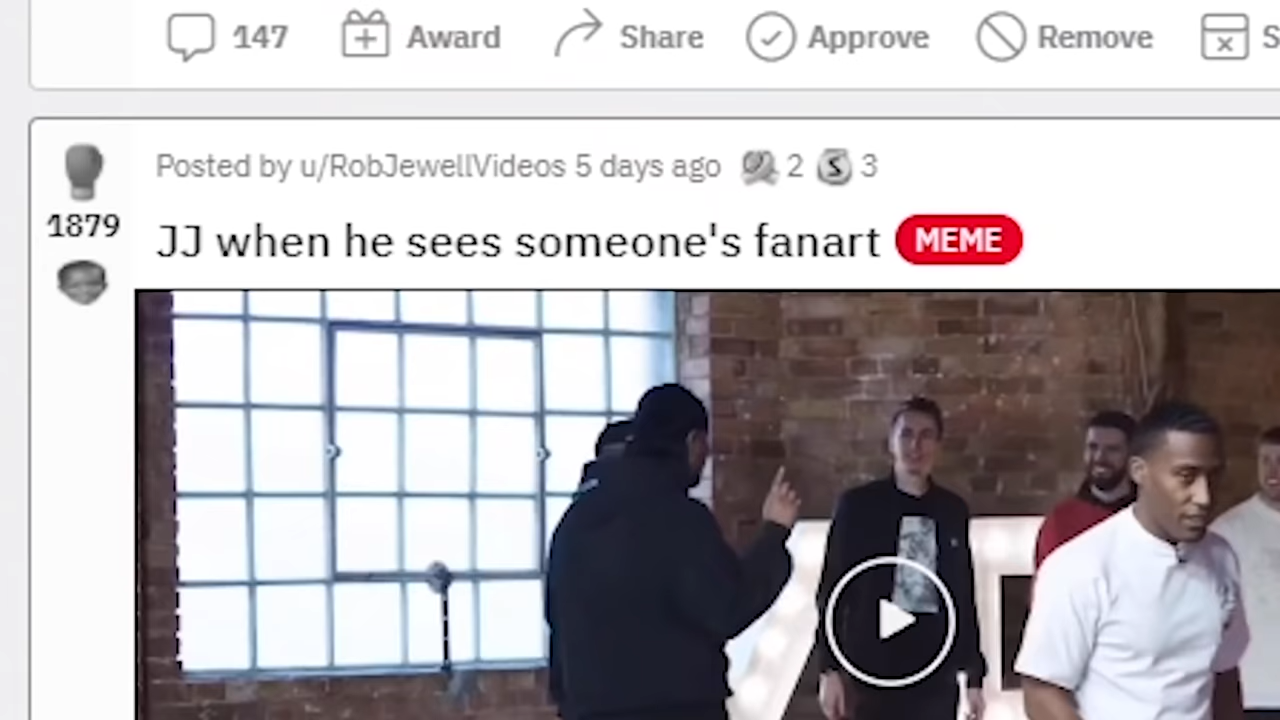 147 Award Share Approve Remove S
Posted by u/RobJewellVideos 5 days ago 2 S 3
1879
JJ when he sees someone's fanart MEME